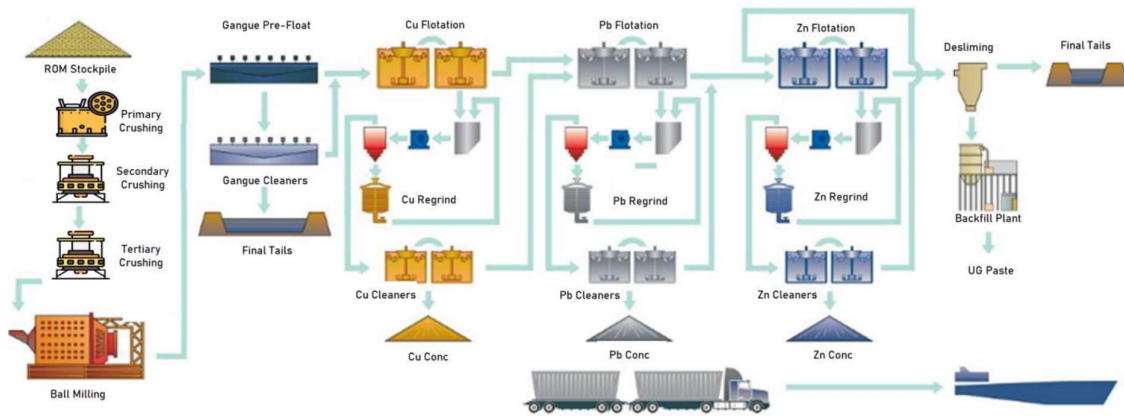 ROM Stockpile
Primary
Crushing
Secondary
Crushing
Tertiary
Crushing
Ball Milling
Gangue Pre-Float
Gangue Cleaners
Final Tails
Cu Flotation
Cu Regrind
Cu Cleaners
Cu Conc
Pb Flotation
Pb Regrind
Pb Cleaners
Pb Conc
Zn Flotation
Zn Regrind
Zn Cleaners
Zn Conc
Desliming
Final Tails
Backfill Plant
UG Paste